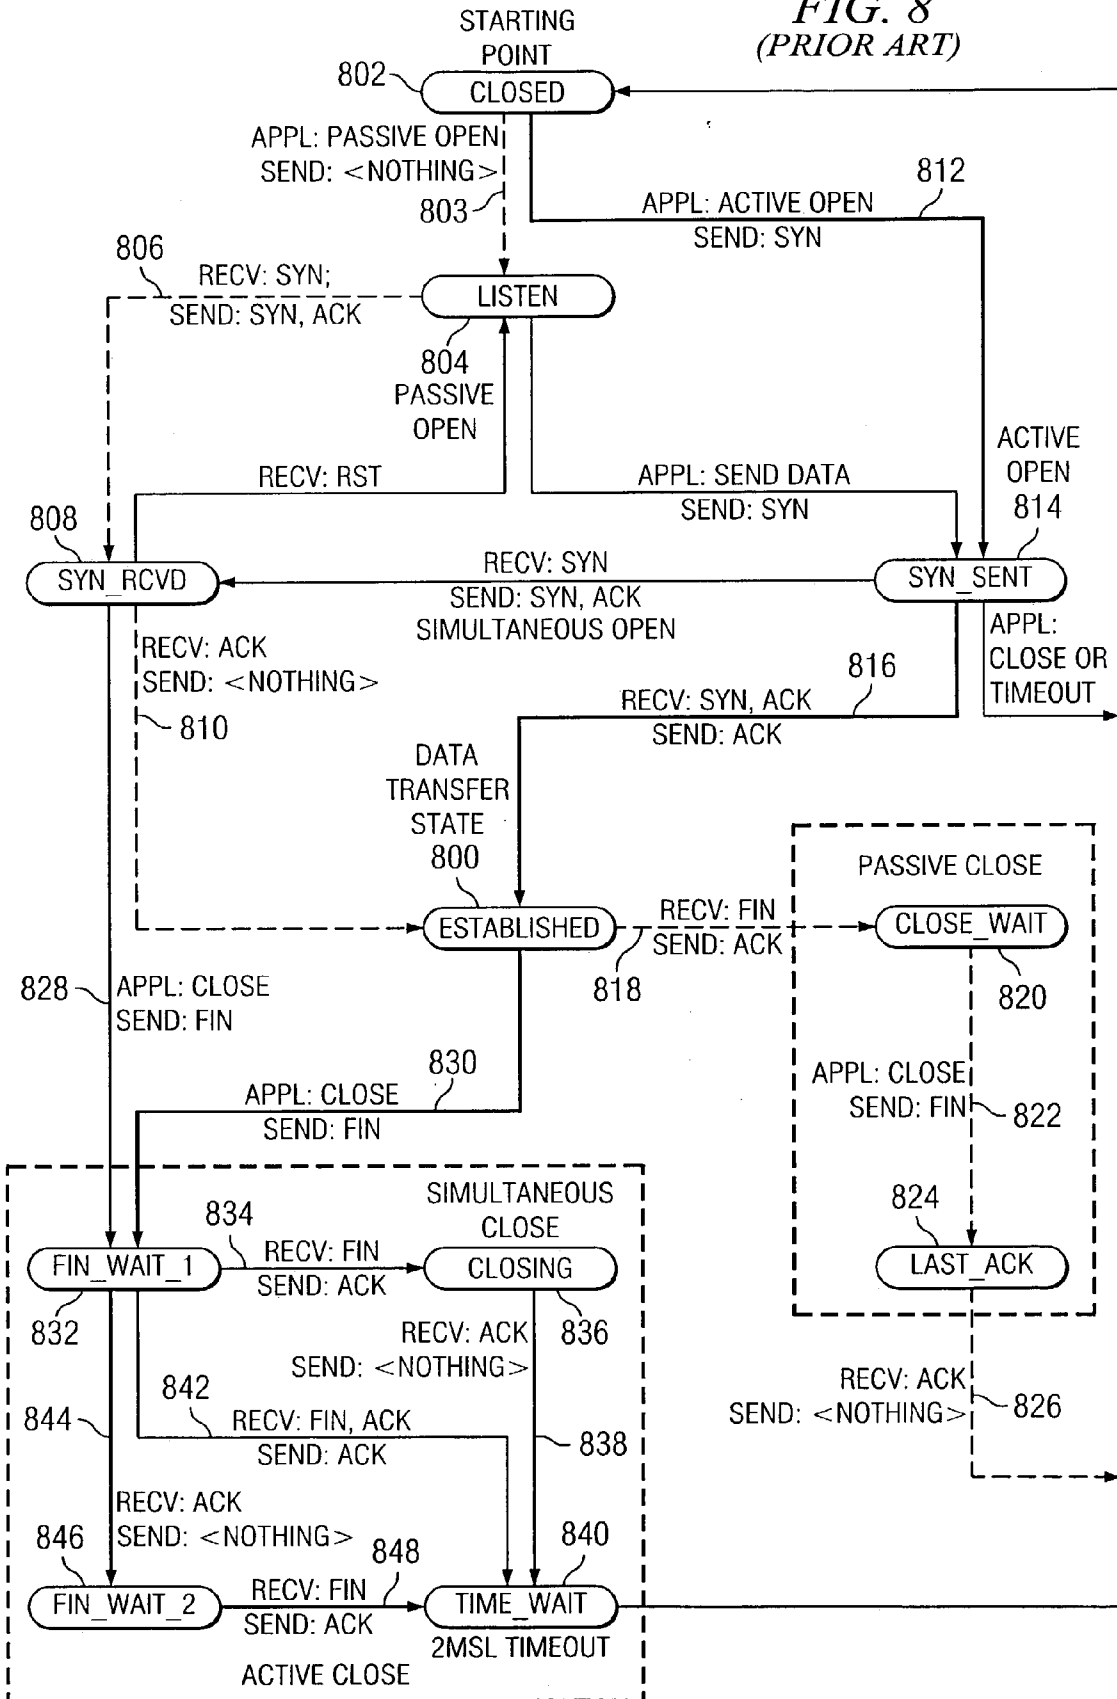 FIG. 8
(PRIOR ART)
STARTING
POINT
802
CLOSED
APPL: PASSIVE OPEN
SEND: <NOTHING>
803
812
APPL: ACTIVE OPEN
SEND: SYN
806
RECV: SYN;
SEND: SYN, ACK
LISTEN
804
PASSIVE
OPEN
RECV: RST
APPL: SEND DATA
SEND: SYN
ACTIVE
OPEN
814
808
SYN_RCVD
RECV: SYN
SEND: SYN, ACK
SIMULTANEOUS OPEN
SYN_SENT
APPL:
CLOSE OR
TIMEOUT
RECV: ACK
SEND: <NOTHING>
810
816
RECV: SYN, ACK
SEND: ACK
DATA
TRANSFER
STATE
800
ESTABLISHED
RECV: FIN
SEND: ACK
818
PASSIVE CLOSE
CLOSE_WAIT
820
828
APPL: CLOSE
SEND: FIN
830
APPL: CLOSE
SEND: FIN
APPL: CLOSE
SEND: FIN
822
824
LAST_ACK
SIMULTANEOUS
CLOSE
834
FIN_WAIT_1
832
RECV: FIN
SEND: ACK
CLOSING
836
RECV: ACK
SEND: <NOTHING>
842
844
RECV: FIN, ACK
SEND: ACK
838
RECV: ACK
SEND: <NOTHING>
826
RECV: ACK
SEND: <NOTHING>
846
848
840
FIN_WAIT_2
RECV: FIN
SEND: ACK
TIME_WAIT
2MSL TIMEOUT
ACTIVE CLOSE